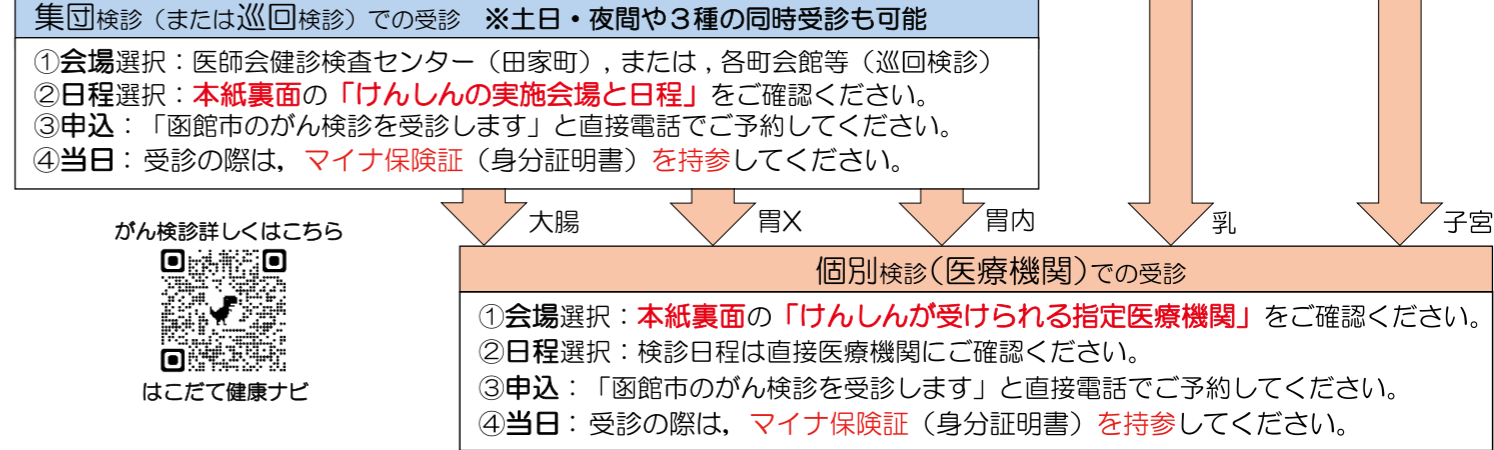 集団検診（または巡回検診）での受診　※土日・夜間や３種の同時受診も可能
①会場選択：医師会健診検査センター（田家町）, または , 各町会館等（巡回検診）
②日程選択：本紙裏面の「けんしんの実施会場と日程」をご確認ください。
③申込：「函館市のがん検診を受診します」と直接電話でご予約してください。
④当日：受診の際は，マイナ保険証（身分証明書）を持参してください。
大腸
胃X
胃内
乳
子宮
がん検診詳しくはこちら
はこだて健康ナビ
個別検診(医療機関)での受診
①会場選択：本紙裏面の「けんしんが受けられる指定医療機関」をご確認ください。
②日程選択：検診日程は直接医療機関にご確認ください。
③申込：「函館市のがん検診を受診します」と直接電話でご予約してください。
④当日：受診の際は，マイナ保険証（身分証明書）を持参してください。